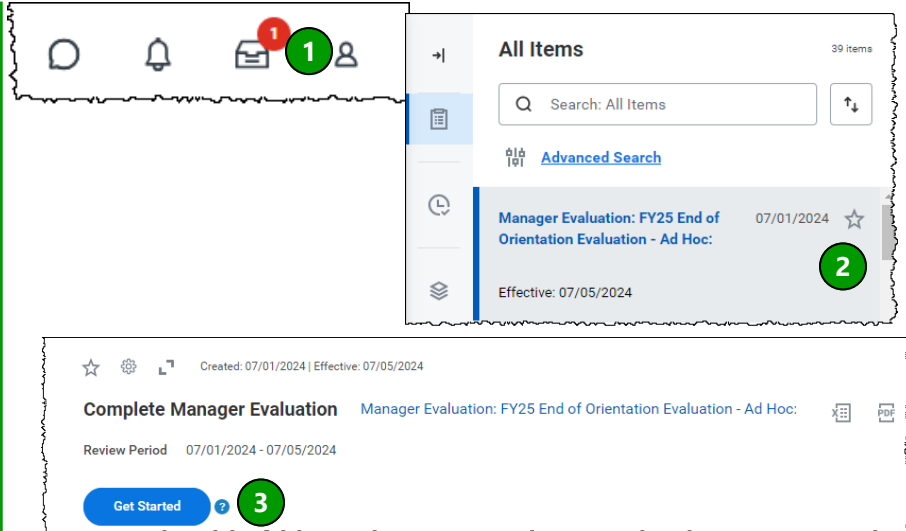 1
1
All Items
39 items
Search: All Items
Advanced Search
Manager Evaluation: FY25 End of
Orientation Evaluation - Ad Hoc:
07/01/2024
2
Effective: 07/05/2024
Created: 07/01/2024 | Effective: 07/05/2024
Complete Manager Evaluation
Manager Evaluation: FY25 End of Orientation Evaluation - Ad Hoc:
X
PDF
Review Period 07/01/2024 - 07/05/2024
Get Started
?
3